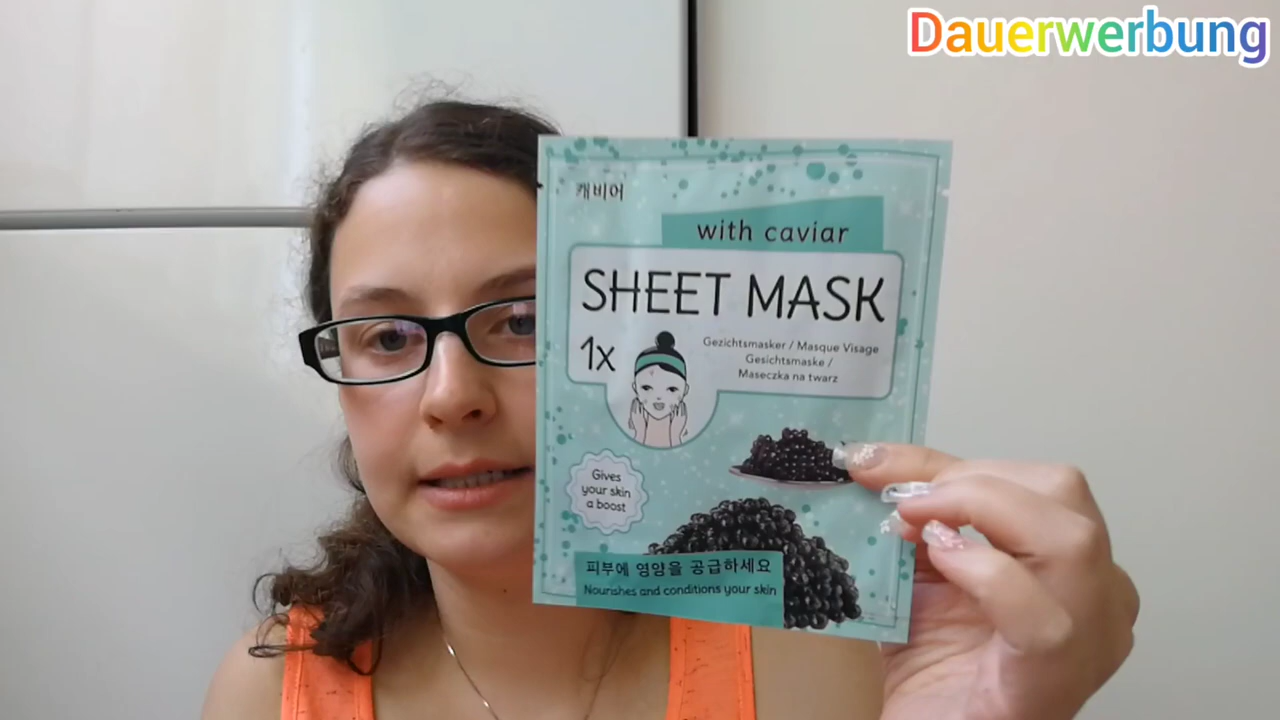 Dauerwerbung
캐비어
with caviar
SHEET MASK
1x
Gezichtsmasker / Masque Visage
Gesichtsmaske /
Maseczka na twarz
Gives
your skin
a boost
피부에 영양을 공급하세요
Nourishes and conditions your skin